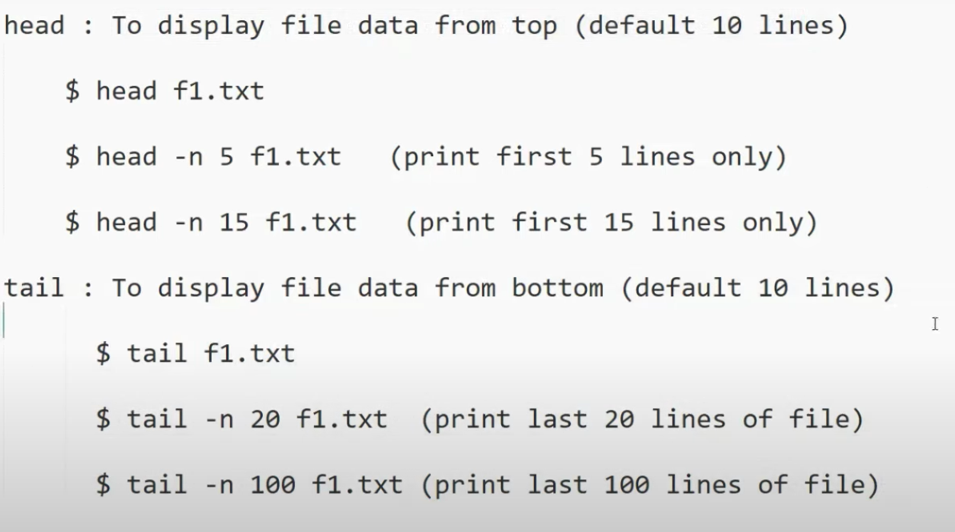 head : To display file data from top (default 10 lines)
$ head f1.txt
$ head -n 5 f1.txt   (print first 5 lines only)
$ head -n 15 f1.txt   (print first 15 lines only)
tail : To display file data from bottom (default 10 lines)
$ tail f1.txt
$ tail -n 20 f1.txt  (print last 20 lines of file)
$ tail -n 100 f1.txt (print last 100 lines of file)